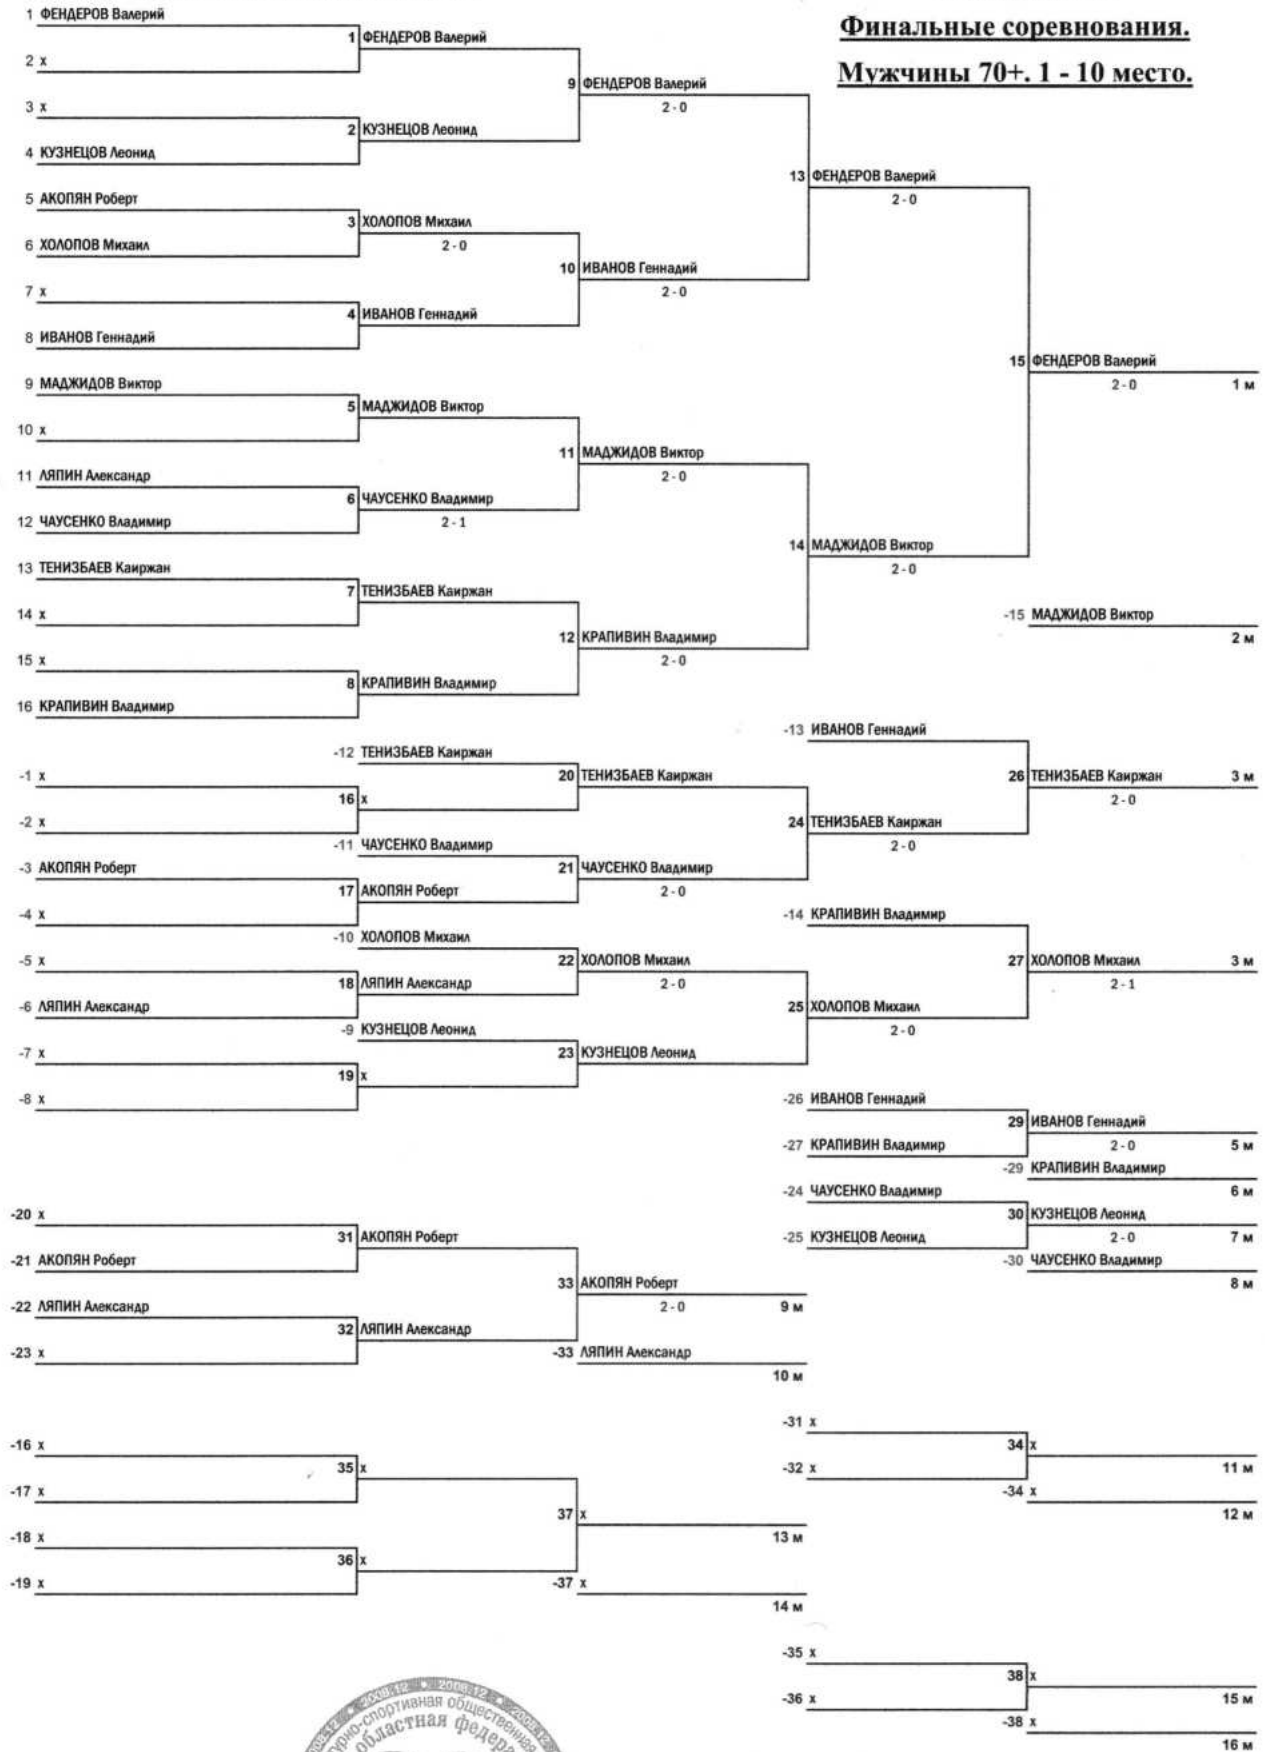 Финальные соревнования.
Мужчины 70+. 1 - 10 место.
1 ФЕНДЕРОВ Валерий
1 ФЕНДЕРОВ Валерий
2 x
9 ФЕНДЕРОВ Валерий
2 - 0
3 x
2 КУЗНЕЦОВ Леонид
4 КУЗНЕЦОВ Леонид
13 ФЕНДЕРОВ Валерий
2 - 0
5 АКОПЯН Роберт
3 ХОЛОПОВ Михаил
2 - 0
6 ХОЛОПОВ Михаил
10 ИВАНОВ Геннадий
2 - 0
7 x
4 ИВАНОВ Геннадий
8 ИВАНОВ Геннадий
15 ФЕНДЕРОВ Валерий
2 - 0 1 м
9 МАДЖИДОВ Виктор
5 МАДЖИДОВ Виктор
10 x
11 МАДЖИДОВ Виктор
2 - 0
11 ЛЯПИН Александр
6 ЧАУСЕНКО Владимир
2 - 1
12 ЧАУСЕНКО Владимир
14 МАДЖИДОВ Виктор
2 - 0
13 ТЕНИЗБАЕВ Каиржан
7 ТЕНИЗБАЕВ Каиржан
14 x
-15 МАДЖИДОВ Виктор
2 м
12 КРАПИВИН Владимир
2 - 0
15 x
8 КРАПИВИН Владимир
16 КРАПИВИН Владимир
-13 ИВАНОВ Геннадий
-12 ТЕНИЗБАЕВ Каиржан
-1 x
20 ТЕНИЗБАЕВ Каиржан
26 ТЕНИЗБАЕВ Каиржан 3 м
2 - 0
16 x
-2 x
24 ТЕНИЗБАЕВ Каиржан
2 - 0
-11 ЧАУСЕНКО Владимир
-3 АКОПЯН Роберт
21 ЧАУСЕНКО Владимир
2 - 0
17 АКОПЯН Роберт
-4 x
-14 КРАПИВИН Владимир
-10 ХОЛОПОВ Михаил
-5 x
22 ХОЛОПОВ Михаил
2 - 0
27 ХОЛОПОВ Михаил 3 м
2 - 1
18 ЛЯПИН Александр
-6 ЛЯПИН Александр
25 ХОЛОПОВ Михаил
2 - 0
-9 КУЗНЕЦОВ Леонид
-7 x
23 КУЗНЕЦОВ Леонид
19 x
-8 x
-26 ИВАНОВ Геннадий
29 ИВАНОВ Геннадий
2 - 0 5 м
-27 КРАПИВИН Владимир
-29 КРАПИВИН Владимир
6 м
-24 ЧАУСЕНКО Владимир
30 КУЗНЕЦОВ Леонид
2 - 0 7 м
-25 КУЗНЕЦОВ Леонид
-30 ЧАУСЕНКО Владимир
8 м
-20 x
31 АКОПЯН Роберт
-21 АКОПЯН Роберт
33 АКОПЯН Роберт
2 - 0 9 м
-22 ЛЯПИН Александр
32 ЛЯПИН Александр
-23 x
-33 ЛЯПИН Александр
10 м
-31 x
34 x
11 м
-32 x
-34 x
12 м
-16 x
35 x
-17 x
37 x
13 м
-18 x
36 x
-19 x
-37 x
14 м
-35 x
38 x
15 м
-36 x
-38 x
16 м
2008.12 2008.12
но-спортивная общественная
областная федера